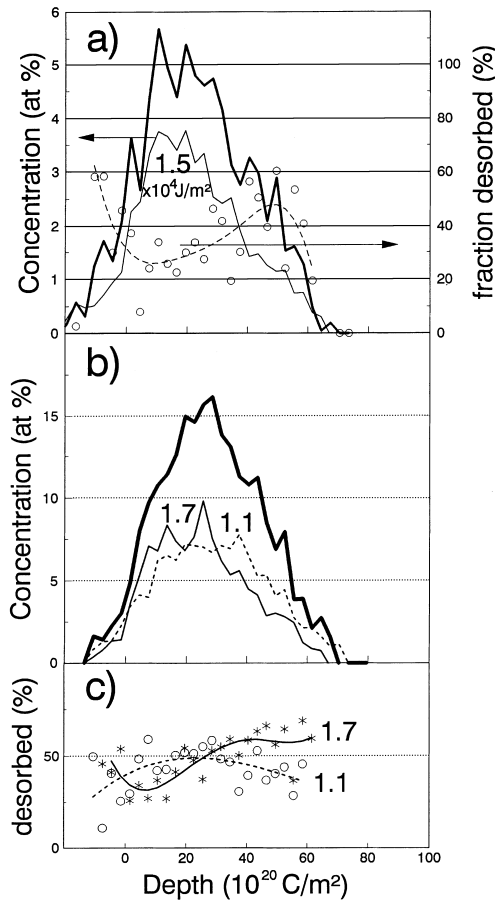 a)
6
5
4
3
2
1
0
Concentration (at %)
1.5
x10⁴J/m²
100
80
60
40
20
0
fraction desorbed (%)
b)
15
10
5
0
Concentration (at %)
1.7
1.1
c)
50
0
desorbed (%)
1.7
1.1
0 20 40 60 80 100
Depth (10²⁰ C/m²)